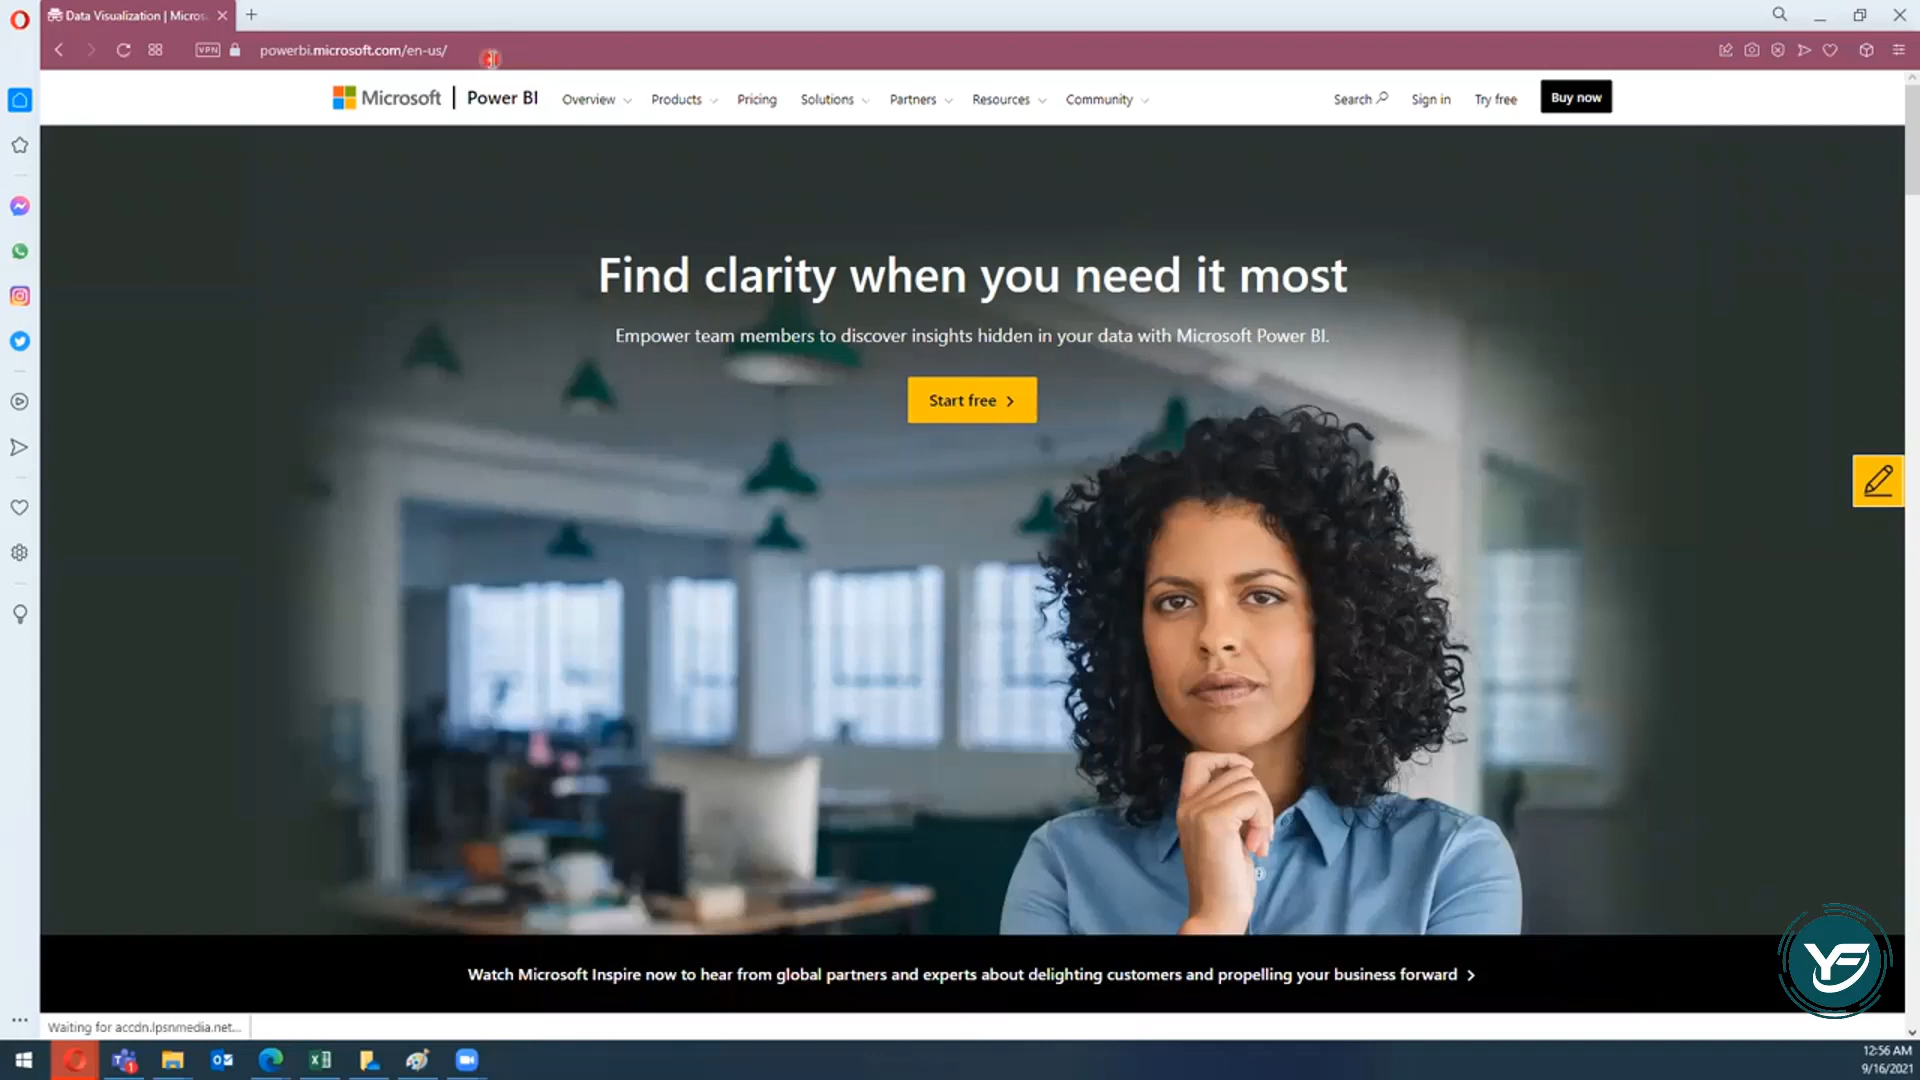 Data Visualization | Micros
VPN
powerbi.microsoft.com/en-us/
Microsoft | Power BI
Overview
Products
Pricing
Solutions
Partners
Resources
Community
Search
Sign in
Try free
Buy now
Find clarity when you need it most
Empower team members to discover insights hidden in your data with Microsoft Power BI.
Start free
Watch Microsoft Inspire now to hear from global partners and experts about delighting customers and propelling your business forward
YF
Waiting for accdn.lpsnmedia.net...
12:56 AM
9/16/2021